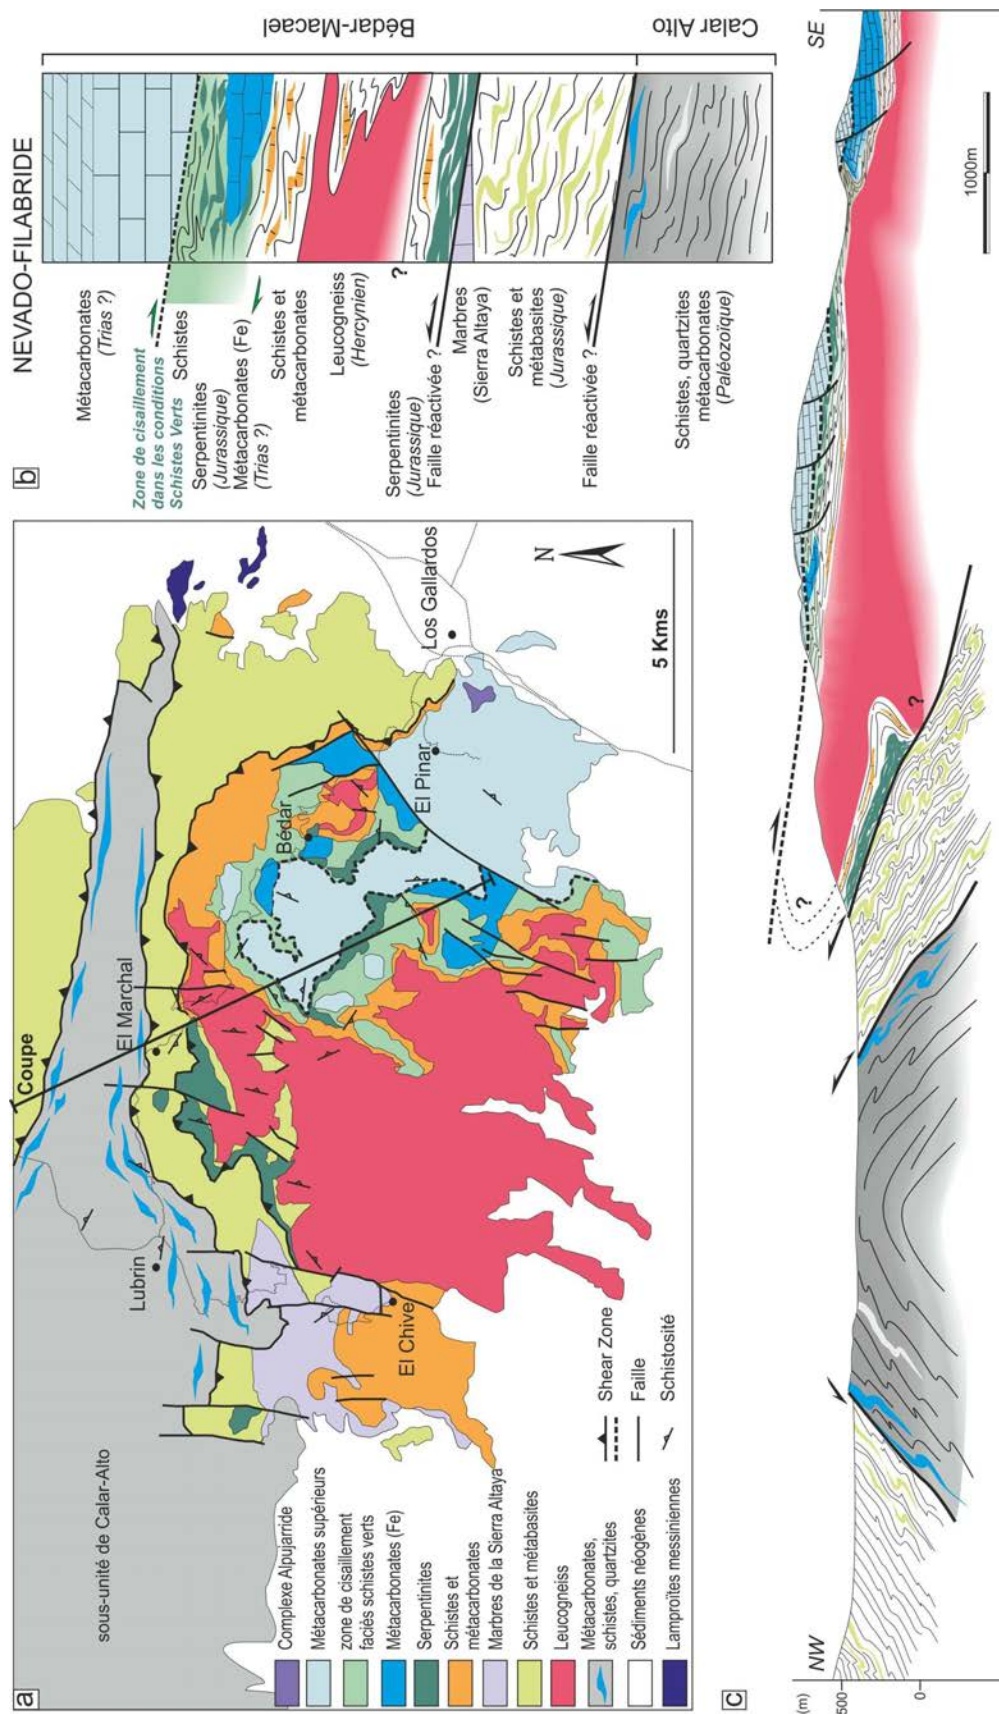 a
sous-unité de Calar-Alto
Coupe
El Marchal
Lubrin
El Chive
Bédar
El Pinar
Los Gallardos
N
5 Kms
Complexe Alpujarride
Métacarbonates supérieurs
zone de cisaillement
faciès schistes verts
Métacarbonates (Fe)
Serpentinites
Schistes et
métacarbonates
Marbres de la Sierra Altaya
Schistes et métabasites
Leucogneiss
Métacarbonates,
schistes, quartzites
Sédiments néogènes
Lamproïtes messiniennes
Shear Zone
Faille
Schistosité
b
NEVADO-FILABRIDE
Métacarbonates
(Trias ?)
Zone de cisaillement
dans les conditions
Schistes Verts
Schistes
Serpentinites
(Jurassique)
Métacarbonates (Fe)
(Trias ?)
Schistes et
métacarbonates
Leucogneiss
(Hercynien)
?
Serpentinites
(Jurassique)
Faille réactivée ?
Marbres
(Sierra Altaya)
Schistes et
métabasites
(Jurassique)
Faille réactivée ?
Schistes, quartzites
métacarbonates
(Paléozoïque)
Bédar-Macael
Calar Alto
c
NW
SE
(m)
500
0
?
?
1000m